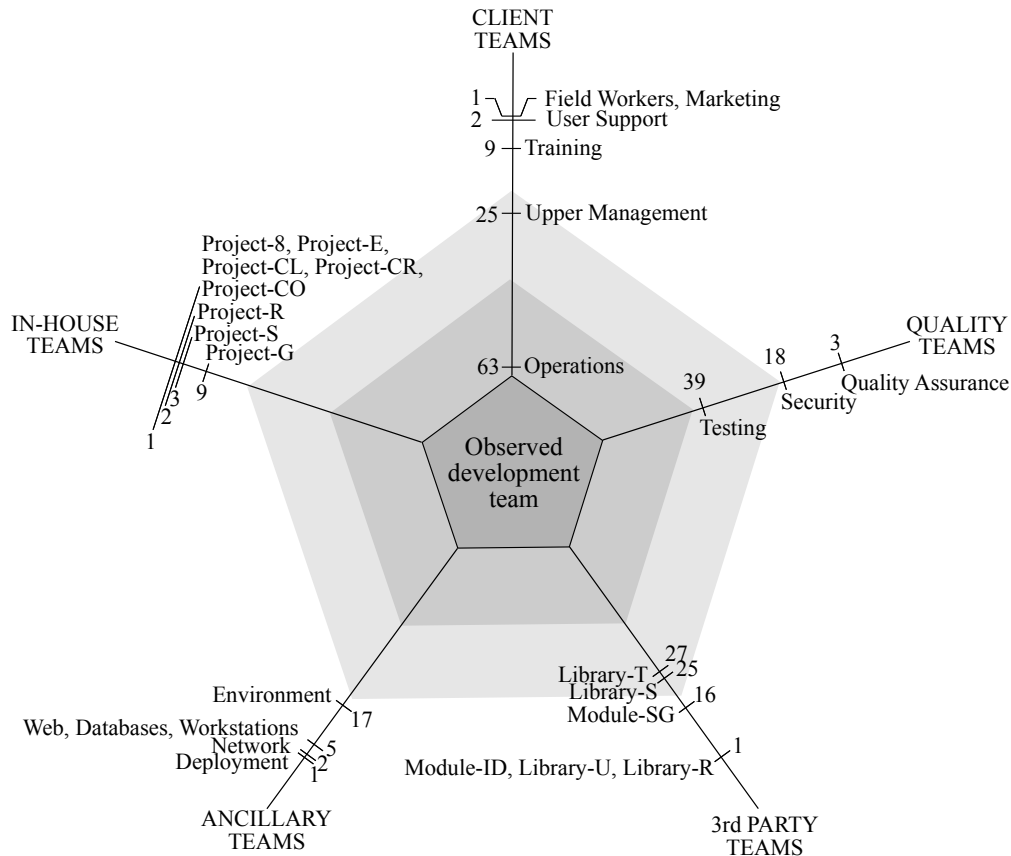 CLIENT
TEAMS
1 Field Workers, Marketing
2 User Support
9 Training
25 Upper Management
63 Operations
Project-8, Project-E,
Project-CL, Project-CR,
Project-CO
Project-R
Project-S
Project-G
IN-HOUSE
TEAMS
9
3
2
1
QUALITY
TEAMS
3
Quality Assurance
18
Security
39
Testing
Observed
development
team
27
Library-T
25
Library-S
16
Module-SG
1
Module-ID, Library-U, Library-R
3rd PARTY
TEAMS
Environment
17
Web, Databases, Workstations
5
Network
2
Deployment
1
ANCILLARY
TEAMS